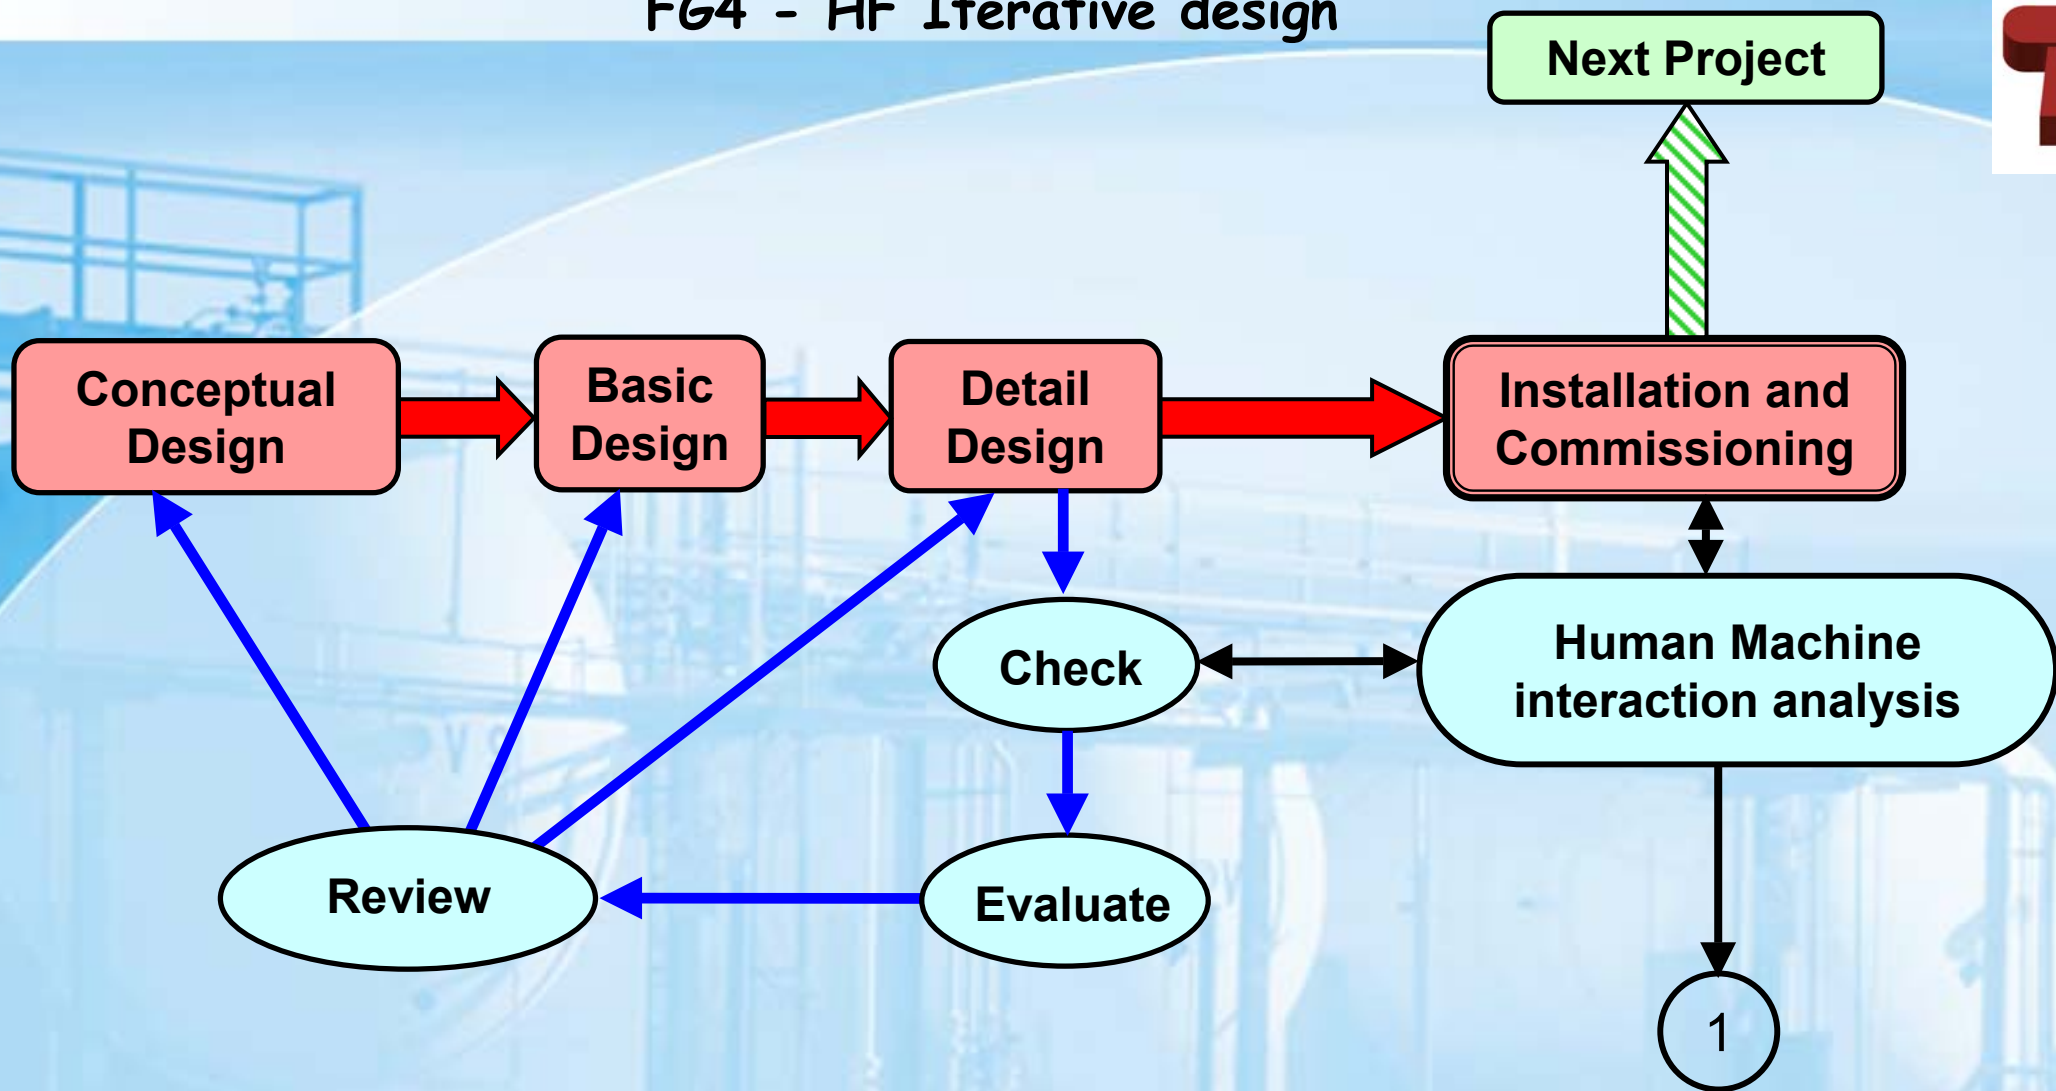 FG4 - HF Iterative design
Next Project
Conceptual
Design
Basic
Design
Detail
Design
Installation and
Commissioning
Check
Human Machine
interaction analysis
Review
Evaluate
1